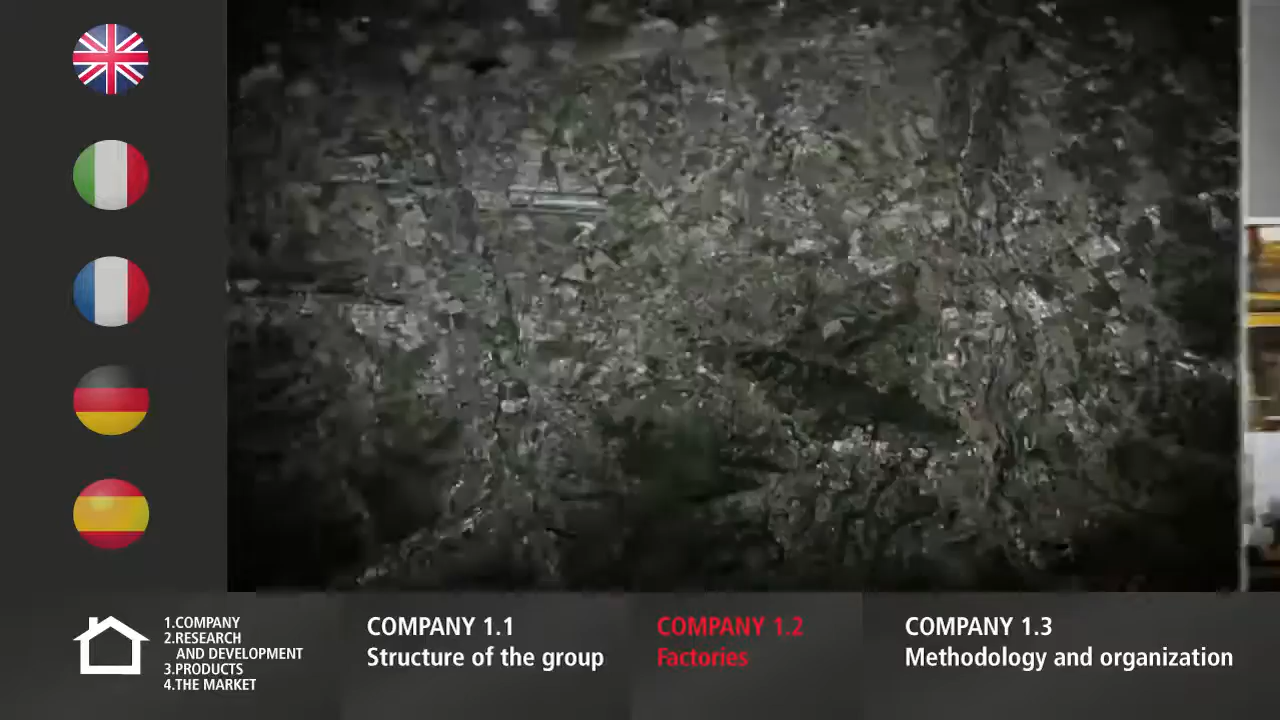 1.COMPANY
2.RESEARCH
AND DEVELOPMENT
3.PRODUCTS
4.THE MARKET
COMPANY 1.1
Structure of the group
COMPANY 1.2
Factories
COMPANY 1.3
Methodology and organization